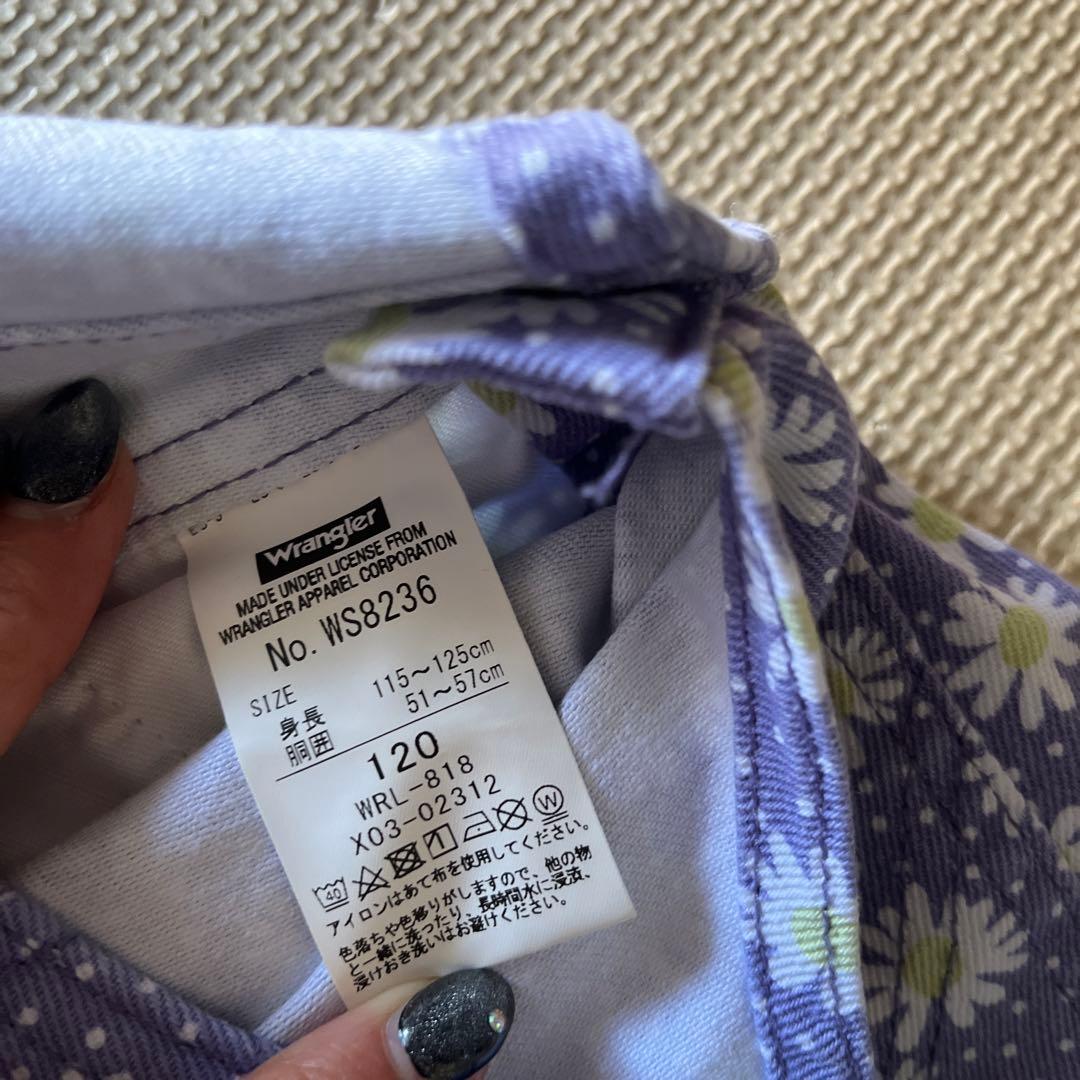 Wrangler
MADE UNDER LICENSE FROM
WRANGLER APPAREL CORPORATION
No. WS8236
SIZE
身長 115～125cm
胴囲 51～57cm
120
WRL-818
X03-02312
40 W
アイロンはあて布を使用してください。
色落ちや色移りがしますので、他の物
と一緒に洗ったり、長時間水に浸漬、
浸けおき洗いはお避けください。